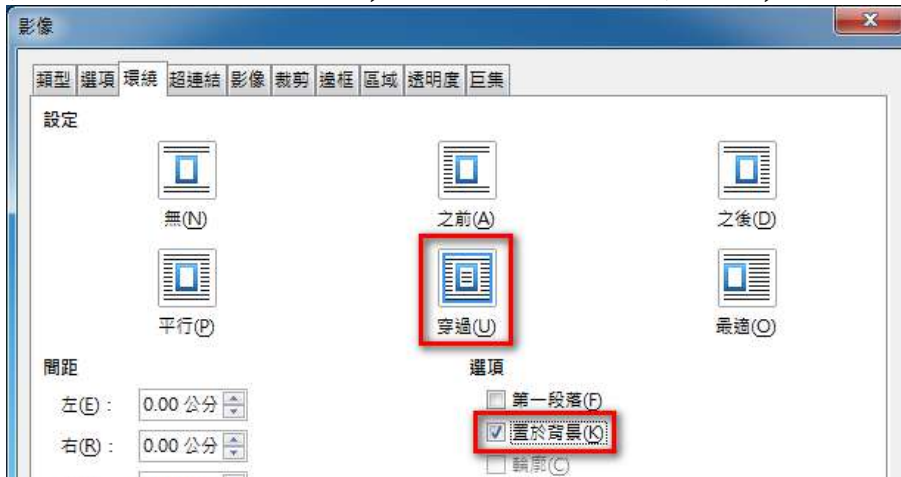 影像
類型 選項 環繞 超連結 影像 裁剪 邊框 區域 透明度 巨集
設定
無(N) 之前(A) 之後(D)
平行(P) 穿過(U) 最適(O)
間距 選項
左(E): 0.00 公分 第一段落(F)
右(R): 0.00 公分 置於背景(K)
輪廓(C)